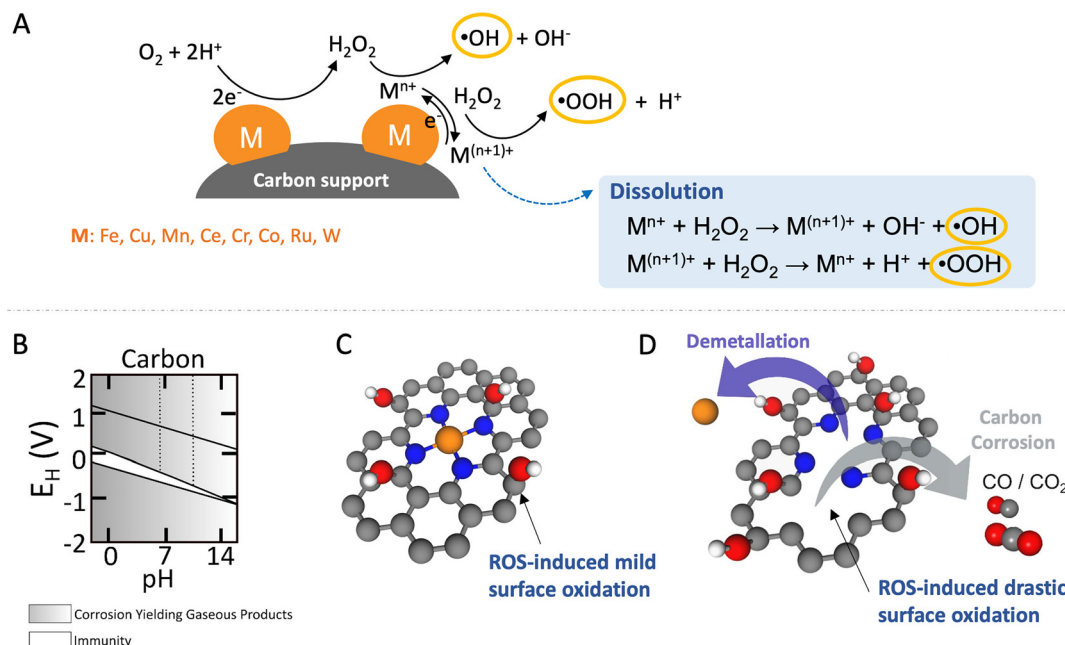 A
O₂ + 2H⁺
2e⁻
H₂O₂
•OH + OH⁻
Mⁿ⁺
H₂O₂
e⁻
M⁽ⁿ⁺¹⁾⁺
•OOH + H⁺
M
M
Carbon support
M: Fe, Cu, Mn, Ce, Cr, Co, Ru, W
Dissolution
Mⁿ⁺ + H₂O₂ → M⁽ⁿ⁺¹⁾⁺ + OH⁻ + •OH
M⁽ⁿ⁺¹⁾⁺ + H₂O₂ → Mⁿ⁺ + H⁺ + •OOH
B
Carbon
2
1
0
-1
-2
E_H (V)
0 7 14
pH
Corrosion Yielding Gaseous Products
Immunity
C
ROS-induced mild
surface oxidation
D
Demetallation
Carbon
Corrosion
CO / CO₂
ROS-induced drastic
surface oxidation